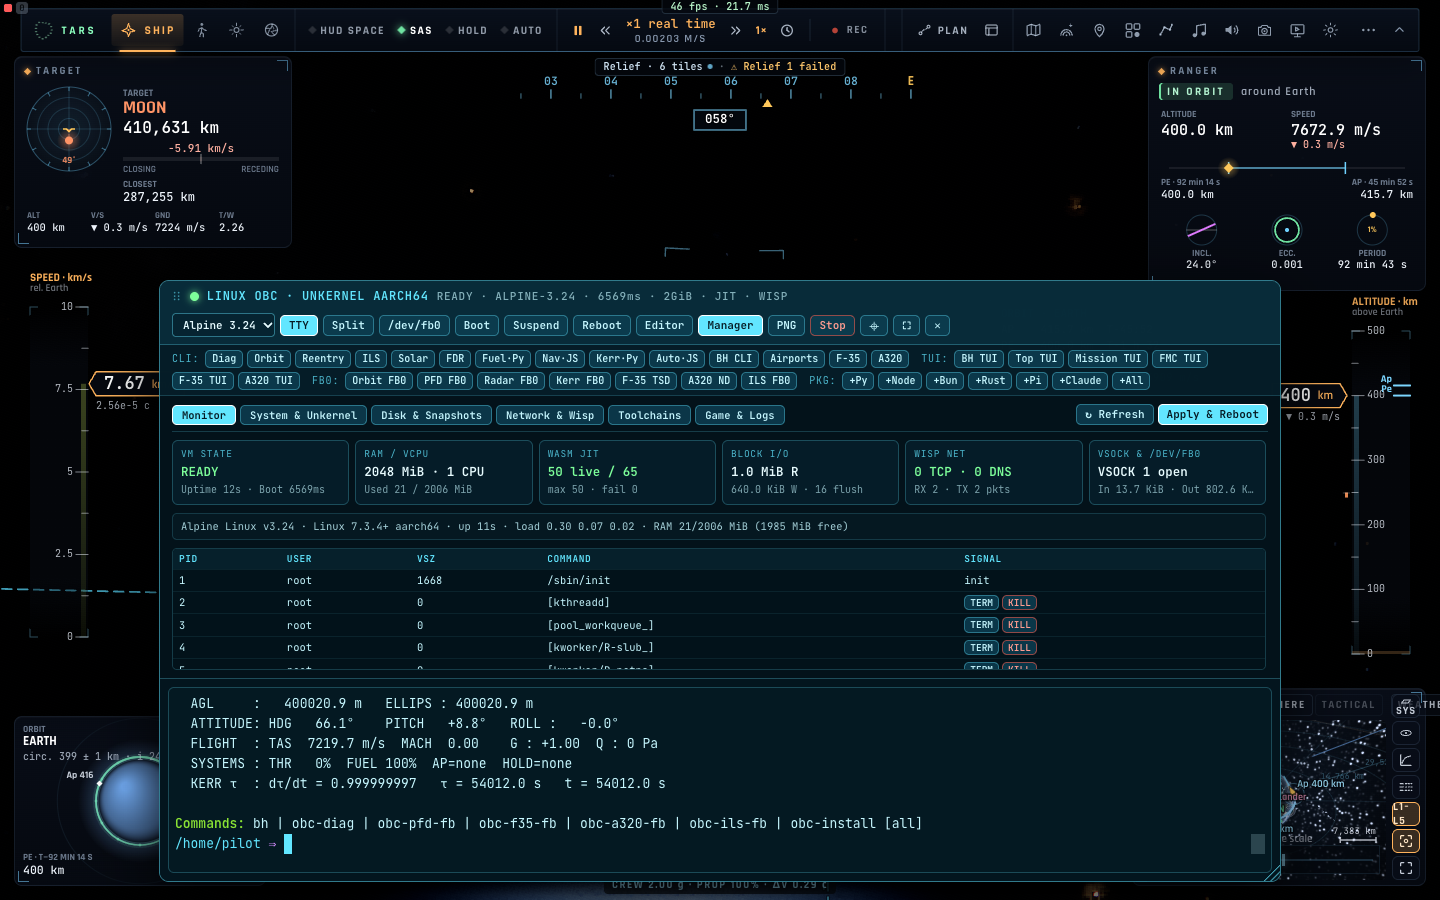 46 fps · 21.7 ms
TARS
SHIP
HUD SPACE
SAS
HOLD
AUTO
×1 real time
0.00203 M/S
1×
REC
PLAN
Relief · 6 tiles · ⚠ Relief 1 failed
TARGET
TARGET
MOON
410,631 km
-5.91 km/s
CLOSING RECEDING
CLOSEST
287,255 km
49°
ALT V/S GND T/W
400 km ▼ 0.3 m/s 7224 m/s 2.26
03 04 05 06 07 08 E
058°
RANGER
IN ORBIT around Earth
ALTITUDE SPEED
400.0 km 7672.9 m/s
▼ 0.3 m/s
PE · 92 min 14 s AP · 45 min 52 s
400.0 km 415.7 km
1%
INCL. ECC. PERIOD
24.0° 0.001 92 min 43 s
SPEED · km/s
rel. Earth
10
7.5
7.67
2.56e-5 c
5
2.5
0
ALTITUDE · km
above Earth
500
Ap
Pe
400
400 km
▼ 0.3 m/s
300
200
100
0
LINUX OBC · UNKERNEL AARCH64 READY · ALPINE-3.24 · 6569ms · 2GiB · JIT · WISP
Alpine 3.24 TTY Split /dev/fb0 Boot Suspend Reboot Editor Manager PNG Stop
CLI: Diag Orbit Reentry ILS Solar FDR Fuel·Py Nav·JS Kerr·Py Auto·JS BH CLI Airports F-35 A320 TUI: BH TUI Top TUI Mission TUI FMC TUI
F-35 TUI A320 TUI FB0: Orbit FB0 PFD FB0 Radar FB0 Kerr FB0 F-35 TSD A320 ND ILS FB0 PKG: +Py +Node +Bun +Rust +Pi +Claude +All
Monitor System & Unkernel Disk & Snapshots Network & Wisp Toolchains Game & Logs ↻ Refresh Apply & Reboot
VM STATE RAM / VCPU WASM JIT BLOCK I/O WISP NET VSOCK & /DEV/FB0
READY 2048 MiB · 1 CPU 50 live / 65 1.0 MiB R 0 TCP · 0 DNS VSOCK 1 open
Uptime 12s · Boot 6569ms Used 21 / 2006 MiB max 50 · fail 0 640.0 KiB W · 16 flush RX 2 · TX 2 pkts In 13.7 KiB · Out 802.6 K…
Alpine Linux v3.24 · Linux 7.3.4+ aarch64 · up 11s · load 0.30 0.07 0.02 · RAM 21/2006 MiB (1985 MiB free)
PID USER VSZ COMMAND SIGNAL
1 root 1668 /sbin/init init
2 root 0 [kthreadd] TERM KILL
3 root 0 [pool_workqueue_] TERM KILL
4 root 0 [kworker/R-slub_] TERM KILL
AGL : 400020.9 m ELLIPS : 400020.9 m
ATTITUDE: HDG 66.1° PITCH +8.8° ROLL : -0.0°
FLIGHT : TAS 7219.7 m/s MACH 0.00 G : +1.00 Q : 0 Pa
SYSTEMS : THR 0% FUEL 100% AP=none HOLD=none
KERR τ : dτ/dt = 0.999999997 τ = 54012.0 s t = 54012.0 s
Commands: bh | obc-diag | obc-pfd-fb | obc-f35-fb | obc-a320-fb | obc-ils-fb | obc-install [all]
/home/pilot ⇒
ORBIT
EARTH
circ. 399 ± 1 km · i 24
Ap 416
PE · T−92 MIN 14 S
400 km
CREW 2.00 g · PROP 100% · ΔV 0.29 c
TACTICAL
SYS
Ap 400 km
7,383 km
scale
L1-
L5